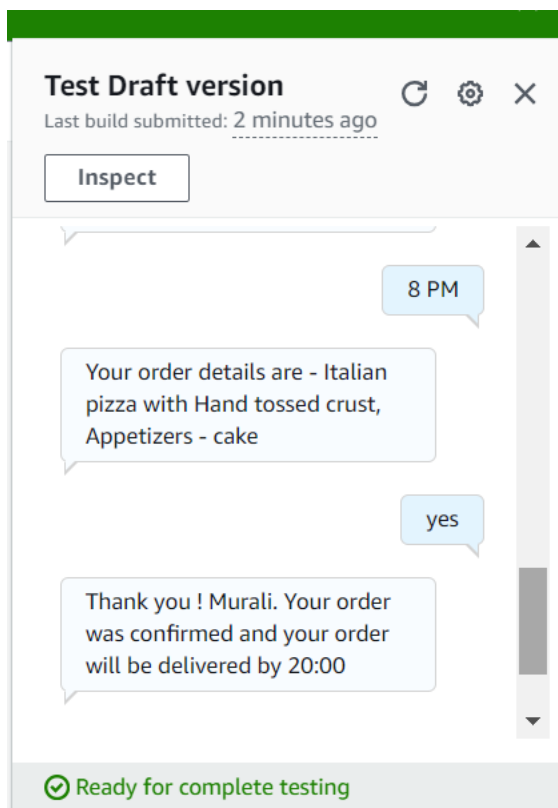 Test Draft version
Last build submitted: 2 minutes ago
Inspect
8 PM
Your order details are - Italian
pizza with Hand tossed crust,
Appetizers - cake
yes
Thank you ! Murali. Your order
was confirmed and your order
will be delivered by 20:00
Ready for complete testing